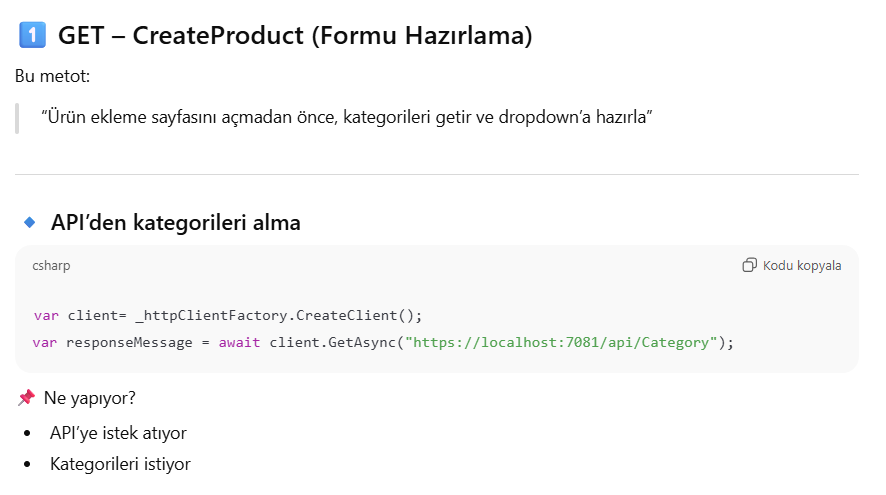 1 GET – CreateProduct (Formu Hazırlama)
Bu metot:
“Ürün ekleme sayfasını açmadan önce, kategorileri getir ve dropdown’a hazırla”
API’den kategorileri alma
csharp
Kodu kopyala
var client= _httpClientFactory.CreateClient();
var responseMessage = await client.GetAsync("https://localhost:7081/api/Category");
Ne yapıyor?
API’ye istek atıyor
Kategorileri istiyor